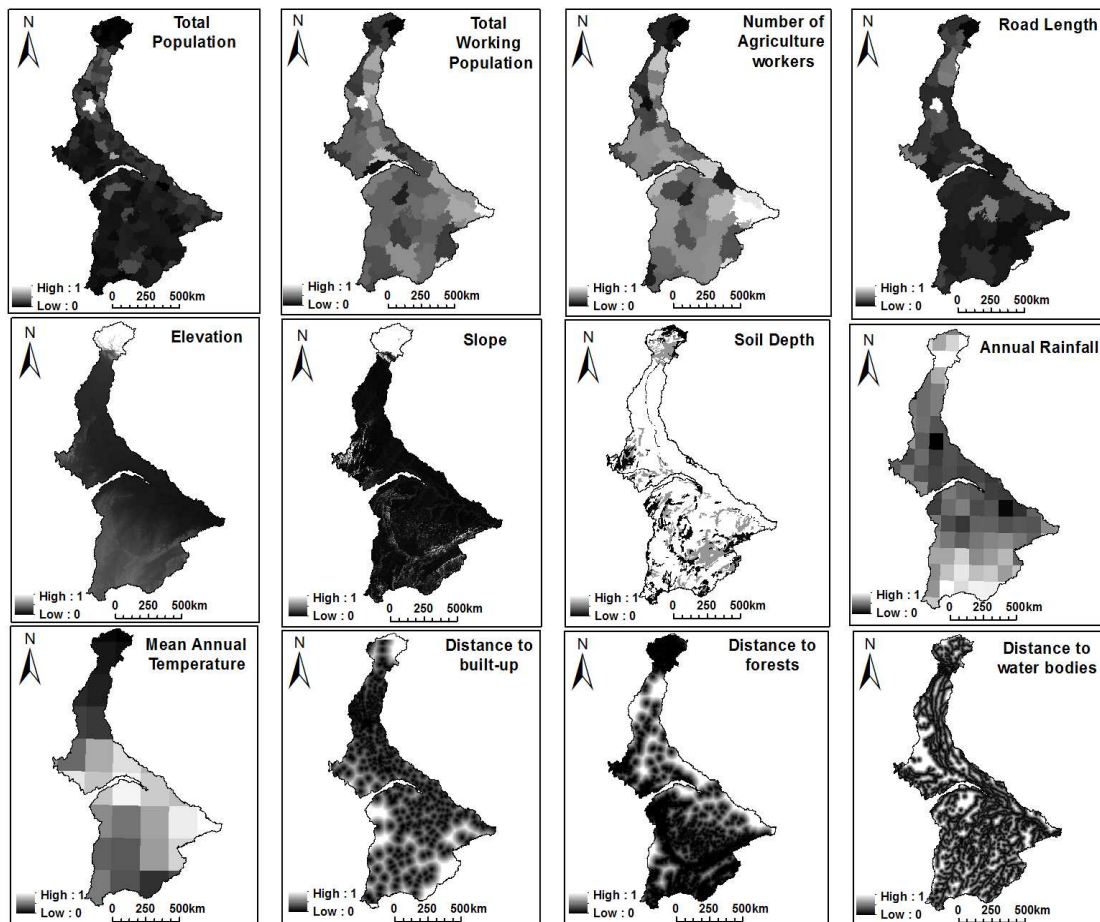 N
Total
Population
High : 1
Low : 0
0 250 500km
N
Total
Working
Population
High : 1
Low : 0
0 250 500km
N
Number of
Agriculture
workers
High : 1
Low : 0
0 250 500km
N
Road Length
High : 1
Low : 0
0 250 500km
N
Elevation
High : 1
Low : 0
0 250 500km
N
Slope
High : 1
Low : 0
0 250 500km
N
Soil Depth
High : 1
Low : 0
0 250 500km
N
Annual Rainfall
High : 1
Low : 0
0 250 500km
N
Mean Annual
Temperature
High : 1
Low : 0
0 250 500km
N
Distance to
built-up
High : 1
Low : 0
0 250 500km
N
Distance to
forests
High : 1
Low : 0
0 250 500km
N
Distance to
water bodies
High : 1
Low : 0
0 250 500km